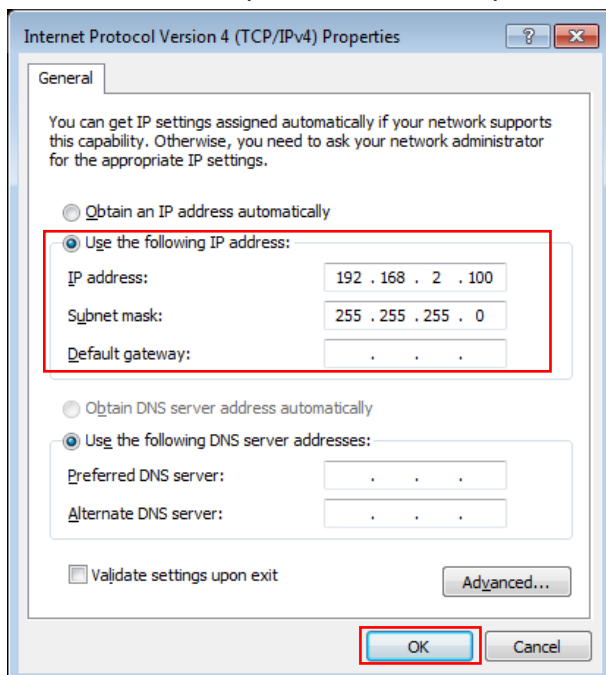 Internet Protocol Version 4 (TCP/IPv4) Properties
General
You can get IP settings assigned automatically if your network supports
this capability. Otherwise, you need to ask your network administrator
for the appropriate IP settings.
Obtain an IP address automatically
Use the following IP address:
IP address: 192 . 168 . 2 . 100
Subnet mask: 255 . 255 . 255 . 0
Default gateway: . . .
Obtain DNS server address automatically
Use the following DNS server addresses:
Preferred DNS server: . . .
Alternate DNS server: . . .
Validate settings upon exit
Advanced...
OK Cancel